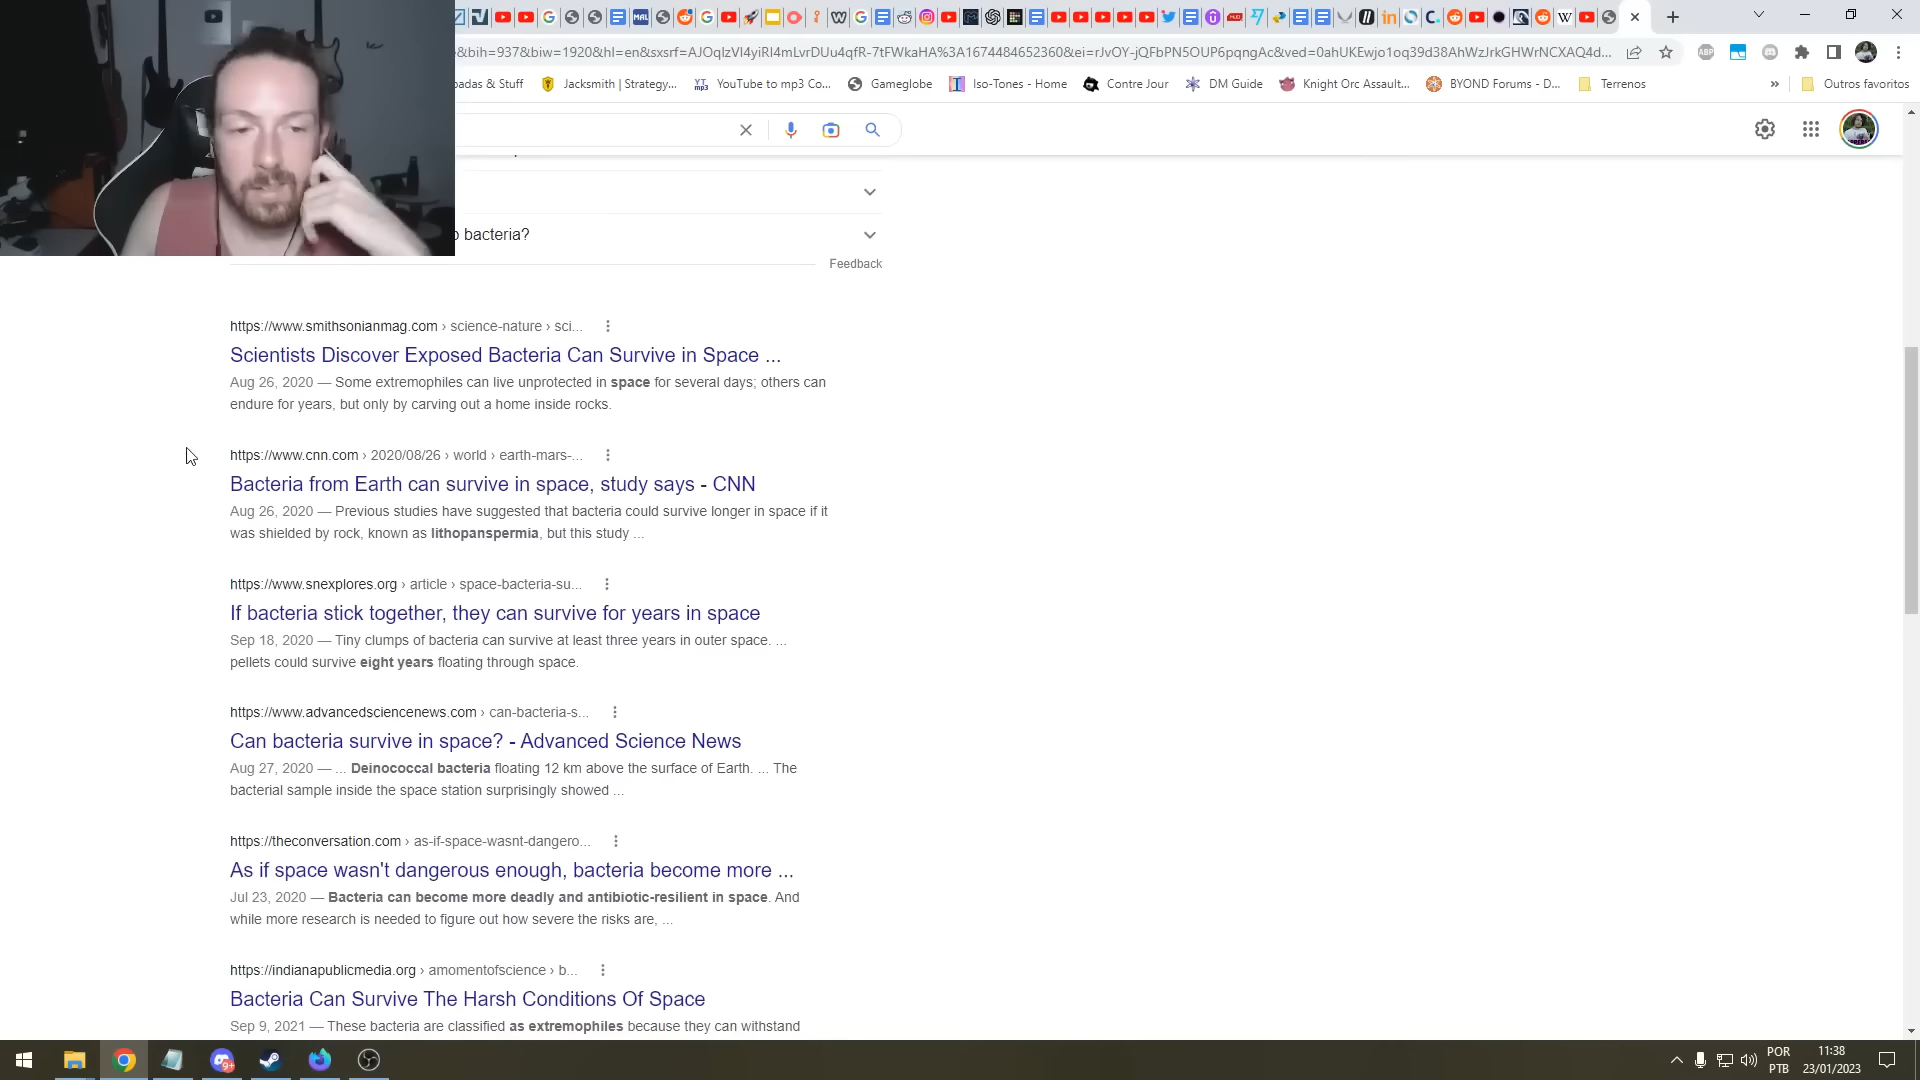 &bih=937&biw=1920&hl=en&sxsrf=AJOqlzVI4yiRI4mLvrDUu4qfR-7tFWkaHA%3A1674484652360&ei=rJvOY-jQFbPN5OUP6pqngAc&ved=0ahUKEwjo1oq39d38AhWzJrkGHWrNCXAQ4d...
padas & Stuff
Jacksmith | Strategy...
YouTube to mp3 Co...
Gameglobe
Iso-Tones - Home
Contre Jour
DM Guide
Knight Orc Assault...
BYOND Forums - D...
Terrenos
»
Outros favoritos
bacteria?
Feedback
https://www.smithsonianmag.com › science-nature › sci...
Scientists Discover Exposed Bacteria Can Survive in Space ...
Aug 26, 2020 — Some extremophiles can live unprotected in space for several days; others can
endure for years, but only by carving out a home inside rocks.
https://www.cnn.com › 2020/08/26 › world › earth-mars-...
Bacteria from Earth can survive in space, study says - CNN
Aug 26, 2020 — Previous studies have suggested that bacteria could survive longer in space if it
was shielded by rock, known as lithopanspermia, but this study ...
https://www.snexplores.org › article › space-bacteria-su...
If bacteria stick together, they can survive for years in space
Sep 18, 2020 — Tiny clumps of bacteria can survive at least three years in outer space. ...
pellets could survive eight years floating through space.
https://www.advancedsciencenews.com › can-bacteria-s...
Can bacteria survive in space? - Advanced Science News
Aug 27, 2020 — ... Deinococcal bacteria floating 12 km above the surface of Earth. ... The
bacterial sample inside the space station surprisingly showed ...
https://theconversation.com › as-if-space-wasnt-dangero...
As if space wasn't dangerous enough, bacteria become more ...
Jul 23, 2020 — Bacteria can become more deadly and antibiotic-resilient in space. And
while more research is needed to figure out how severe the risks are, ...
https://indianapublicmedia.org › amomentofscience › b...
Bacteria Can Survive The Harsh Conditions Of Space
Sep 9, 2021 — These bacteria are classified as extremophiles because they can withstand
POR
PTB
11:38
23/01/2023